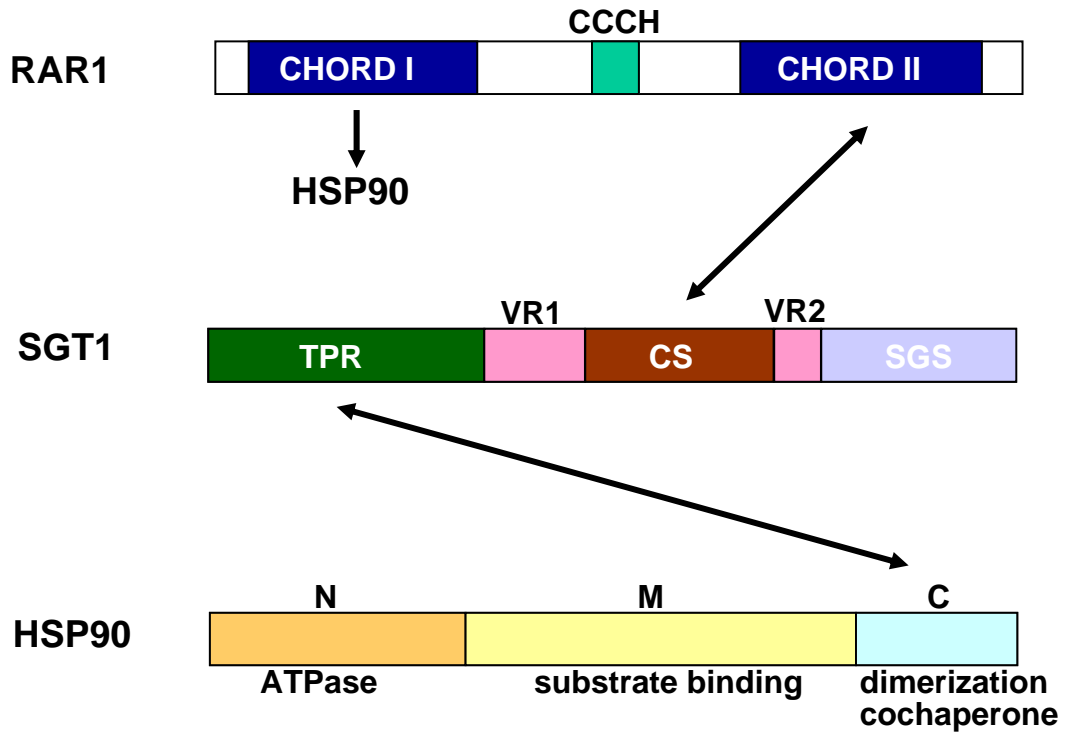 CCCH
RAR1
CHORD I
CHORD II
HSP90
SGT1
VR1
VR2
TPR
CS
SGS
HSP90
N
M
C
ATPase
substrate binding
dimerization
cochaperone